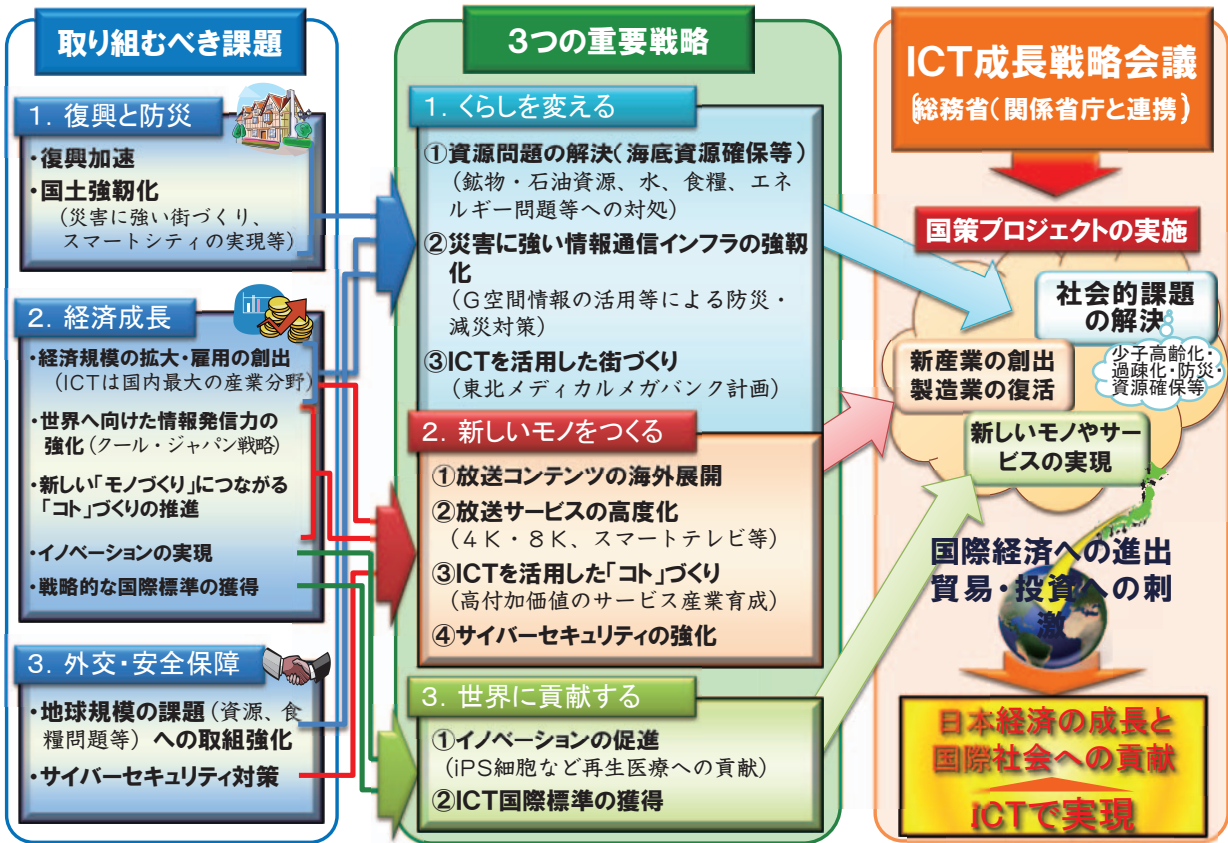 取り組むべき課題
1. 復興と防災
・復興加速
・国土強靭化
(災害に強い街づくり、
スマートシティの実現等)
2. 経済成長
・経済規模の拡大・雇用の創出
(ICTは国内最大の産業分野)
・世界へ向けた情報発信力の
強化(クール・ジャパン戦略)
・新しい「モノづくり」につながる
「コト」づくりの推進
・イノベーションの実現
・戦略的な国際標準の獲得
3. 外交・安全保障
・地球規模の課題(資源、食
糧問題等) への取組強化
・サイバーセキュリティ対策
3つの重要戦略
1. くらしを変える
①資源問題の解決(海底資源確保等)
(鉱物・石油資源、水、食糧、エネ
ルギー問題等への対処)
②災害に強い情報通信インフラの強靭
化
(G空間情報の活用等による防災・
減災対策)
③ICTを活用した街づくり
(東北メディカルメガバンク計画)
2. 新しいモノをつくる
①放送コンテンツの海外展開
②放送サービスの高度化
(4K・8K、スマートテレビ等)
③ICTを活用した「コト」づくり
(高付加価値のサービス産業育成)
④サイバーセキュリティの強化
3. 世界に貢献する
①イノベーションの促進
(iPS細胞など再生医療への貢献)
②ICT国際標準の獲得
ICT成長戦略会議
(総務省(関係省庁と連携)
国策プロジェクトの実施
社会的課題
の解決
少子高齢化・
過疎化・防災・
資源確保等
新産業の創出
製造業の復活
新しいモノやサー
ビスの実現
国際経済への進出
貿易・投資への刺
激
日本経済の成長と
国際社会への貢献
ICTで実現